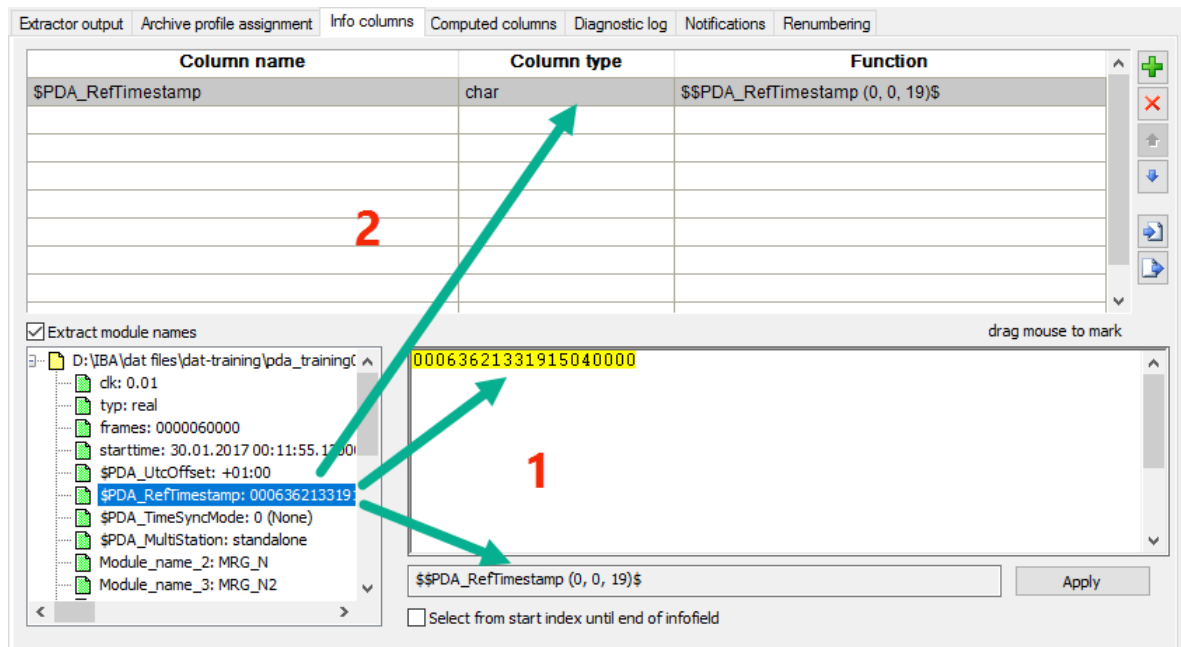 Extractor output Archive profile assignment Info columns Computed columns Diagnostic log Notifications Renumbering
Column name Column type Function
$PDA_RefTimestamp char $$PDA_RefTimestamp (0, 0, 19)$
2
Extract module names drag mouse to mark
D:\IBA\dat files\dat-training\pda_training
clk: 0.01
typ: real
frames: 0000060000
starttime: 30.01.2017 00:11:55.
$PDA_UtcOffset: +01:00
$PDA_RefTimestamp: 000636213319
$PDA_TimeSyncMode: 0 (None)
$PDA_MultiStation: standalone
Module_name_2: MRG_N
Module_name_3: MRG_N2
00063621331915040000
1
$$PDA_RefTimestamp (0, 0, 19)$
Apply
Select from start index until end of infofield